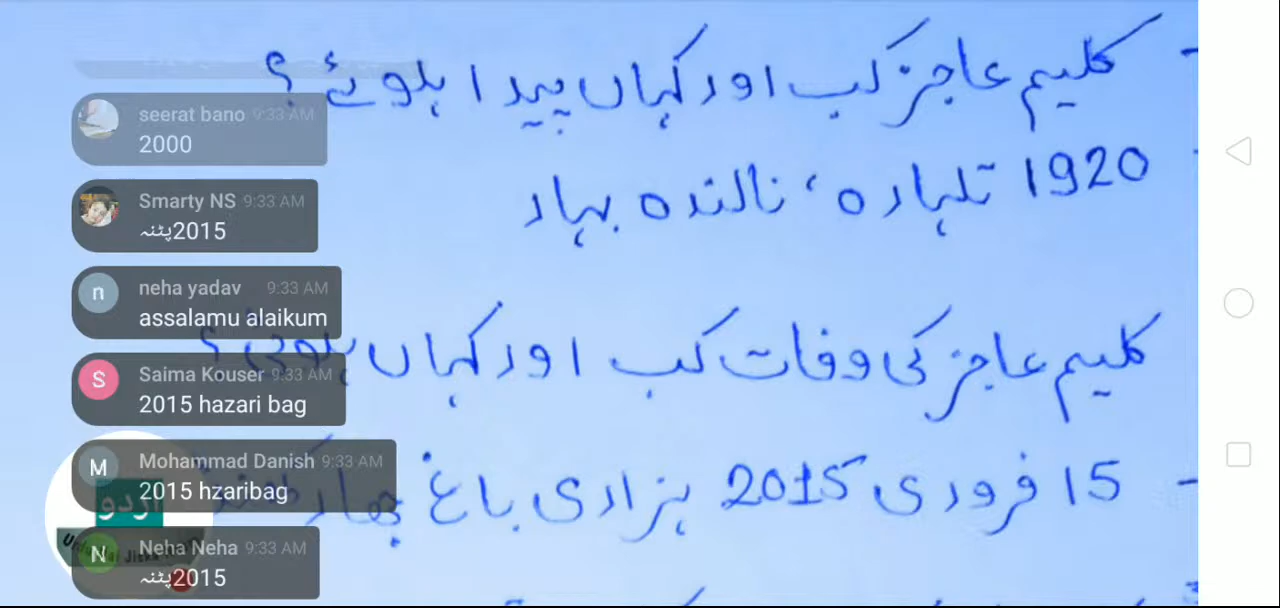 کلیم عاجز کب اور کہاں پیدا ہوئے؟
1920 تلہارہ، نالندہ بہار
کلیم عاجز کی وفات کب اور کہاں ہوئی؟
15 فروری 2015 ہزاری باغ جھارکھنڈ
seerat bano 9:33 AM
2000
Smarty NS 9:33 AM
2015پٹنہ
neha yadav 9:33 AM
assalamu alaikum
Saima Kouser 9:33 AM
2015 hazari bag
Mohammad Danish 9:33 AM
2015 hzaribag
Neha Neha 9:33 AM
2015پٹنہ
اردو